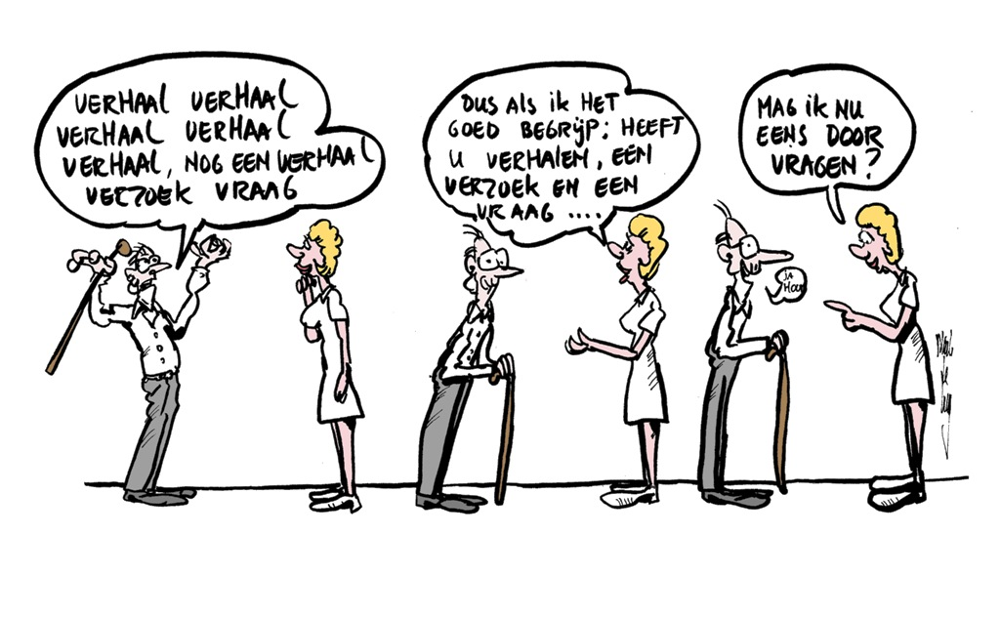 VERHAAL VERHAAL
VERHAAL VERHAAL
VERHAAL, NOG EEN VERHAAL
VERZOEK VRAAG
DUS ALS ik HET
GOED BEGRijP: HEEFT
U VERHALEN, EEN
VERZOEK EN EEN
VRAAG ....
MAG ik NU
EENS DOOR
VRAGEN?
JA
HOOR